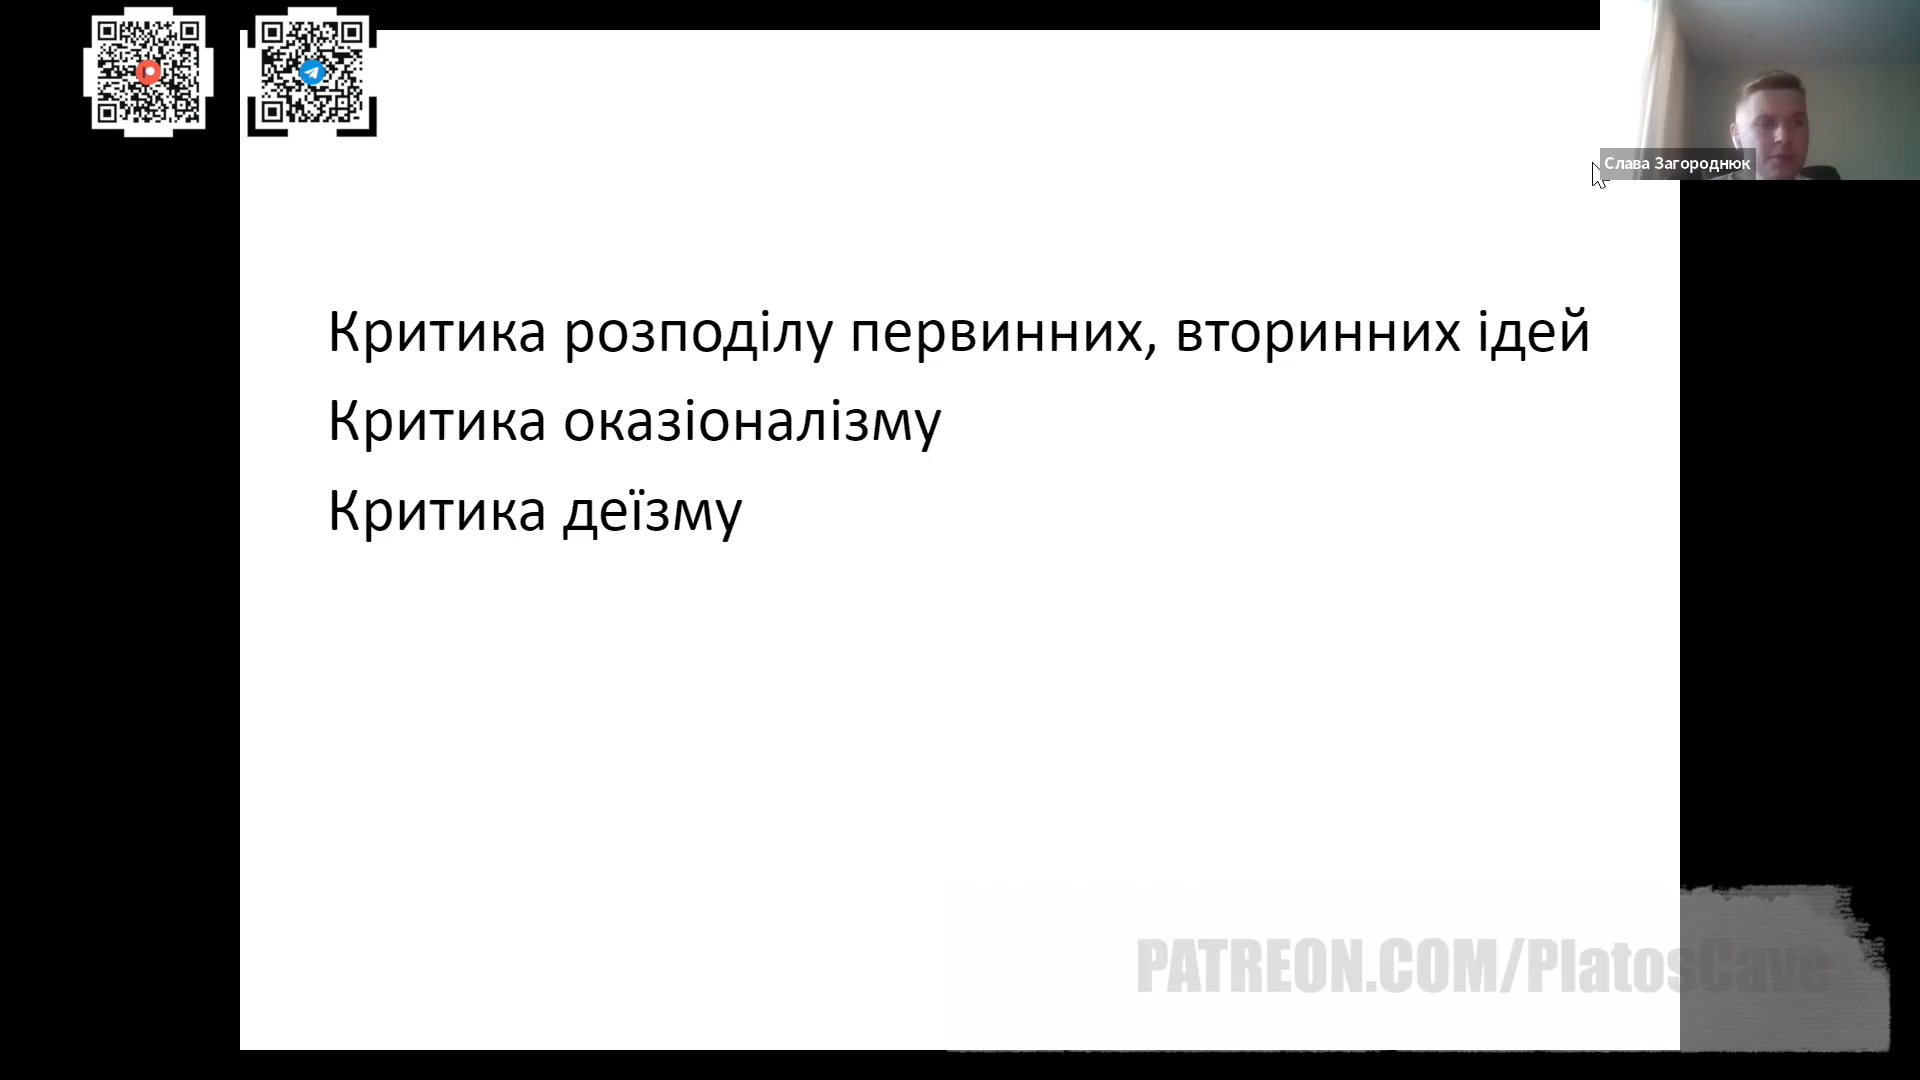 Слава Загороднюк
Критика розподілу первинних, вторинних ідей
Критика оказіоналізму
Критика деїзму
PATREON.COM/PlatosCave